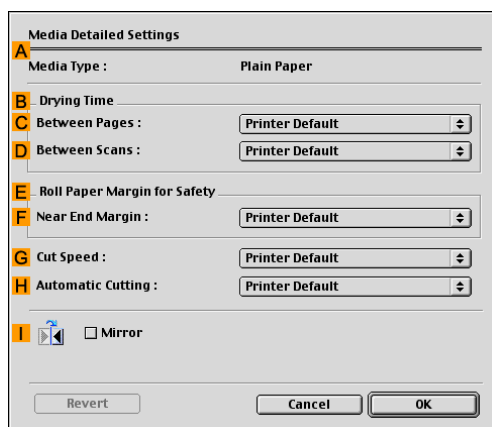 Media Detailed Settings
A
Media Type : Plain Paper
B Drying Time
C Between Pages : Printer Default
D Between Scans : Printer Default
E Roll Paper Margin for Safety
F Near End Margin : Printer Default
G Cut Speed : Printer Default
H Automatic Cutting : Printer Default
I Mirror
Revert Cancel OK